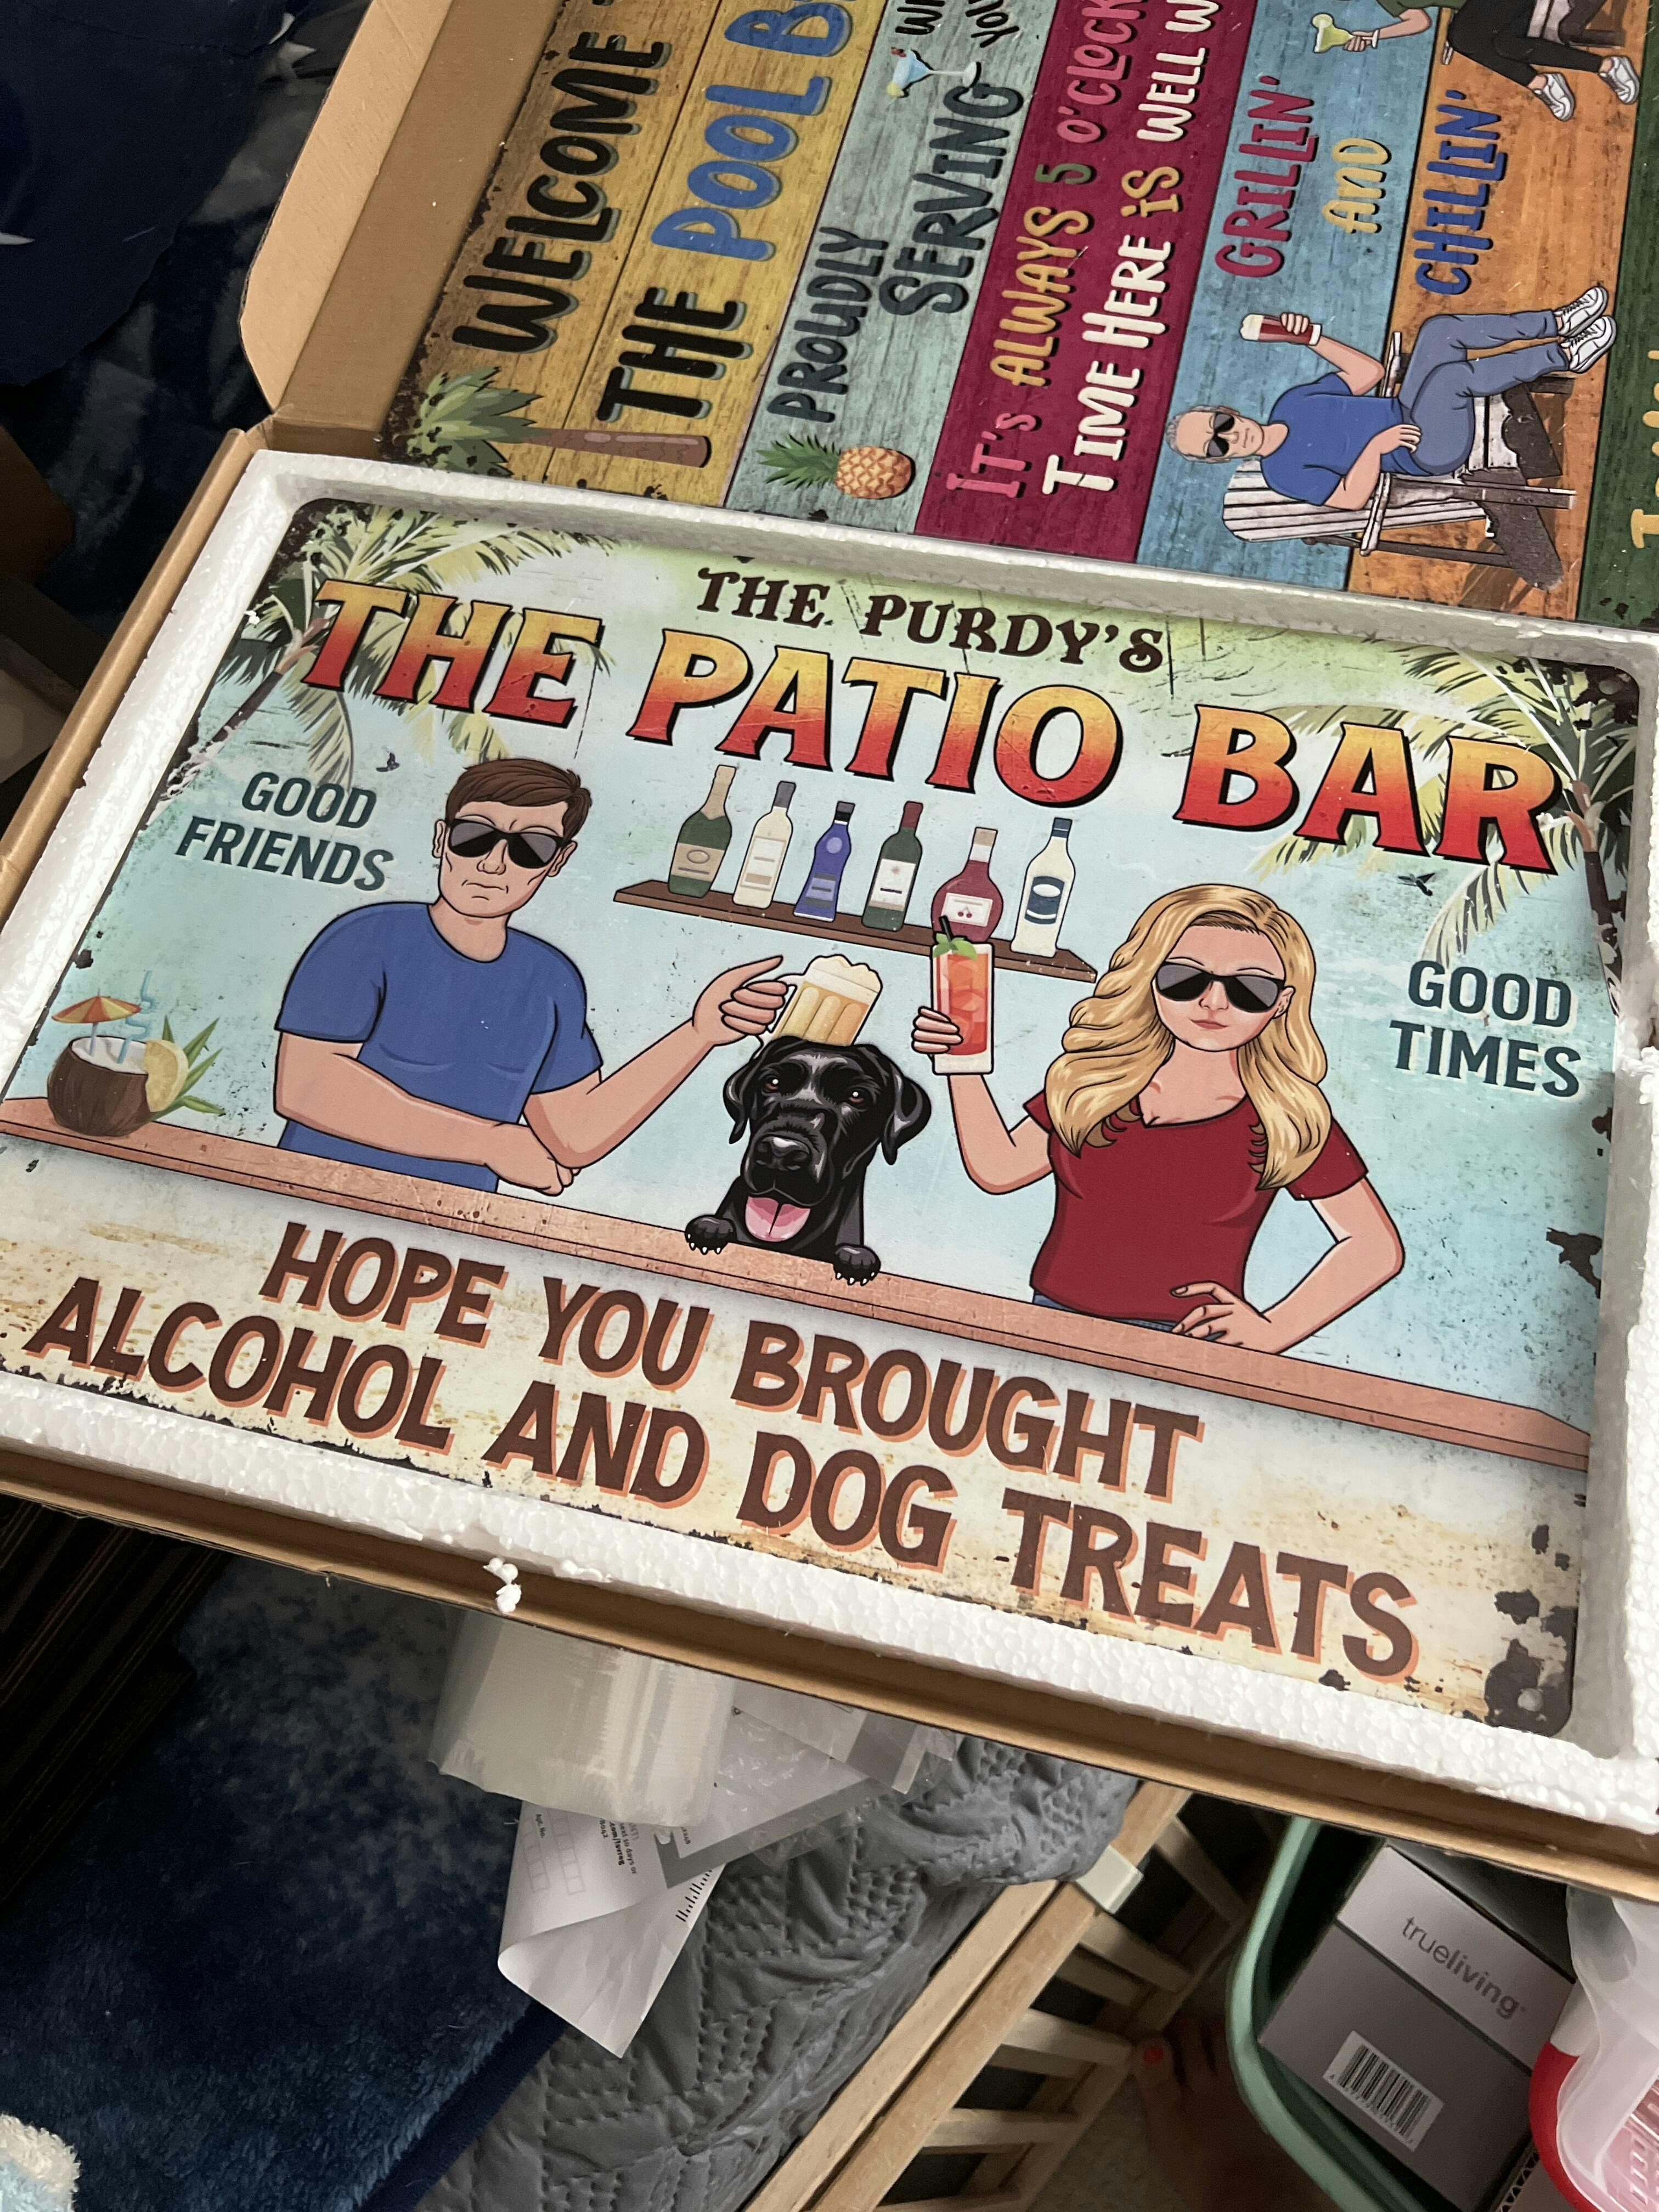 WELCOME
THE POOL
PROUDLY
SERVING
IT'S ALWAYS 5 O'CLOCK
TIME HERE IS WELL
GRILLIN'
AND
CHILLIN'
THE PURDY'S
THE PATIO BAR
GOOD
FRIENDS
GOOD
TIMES
HOPE YOU BROUGHT
ALCOHOL AND DOG TREATS
trueliving